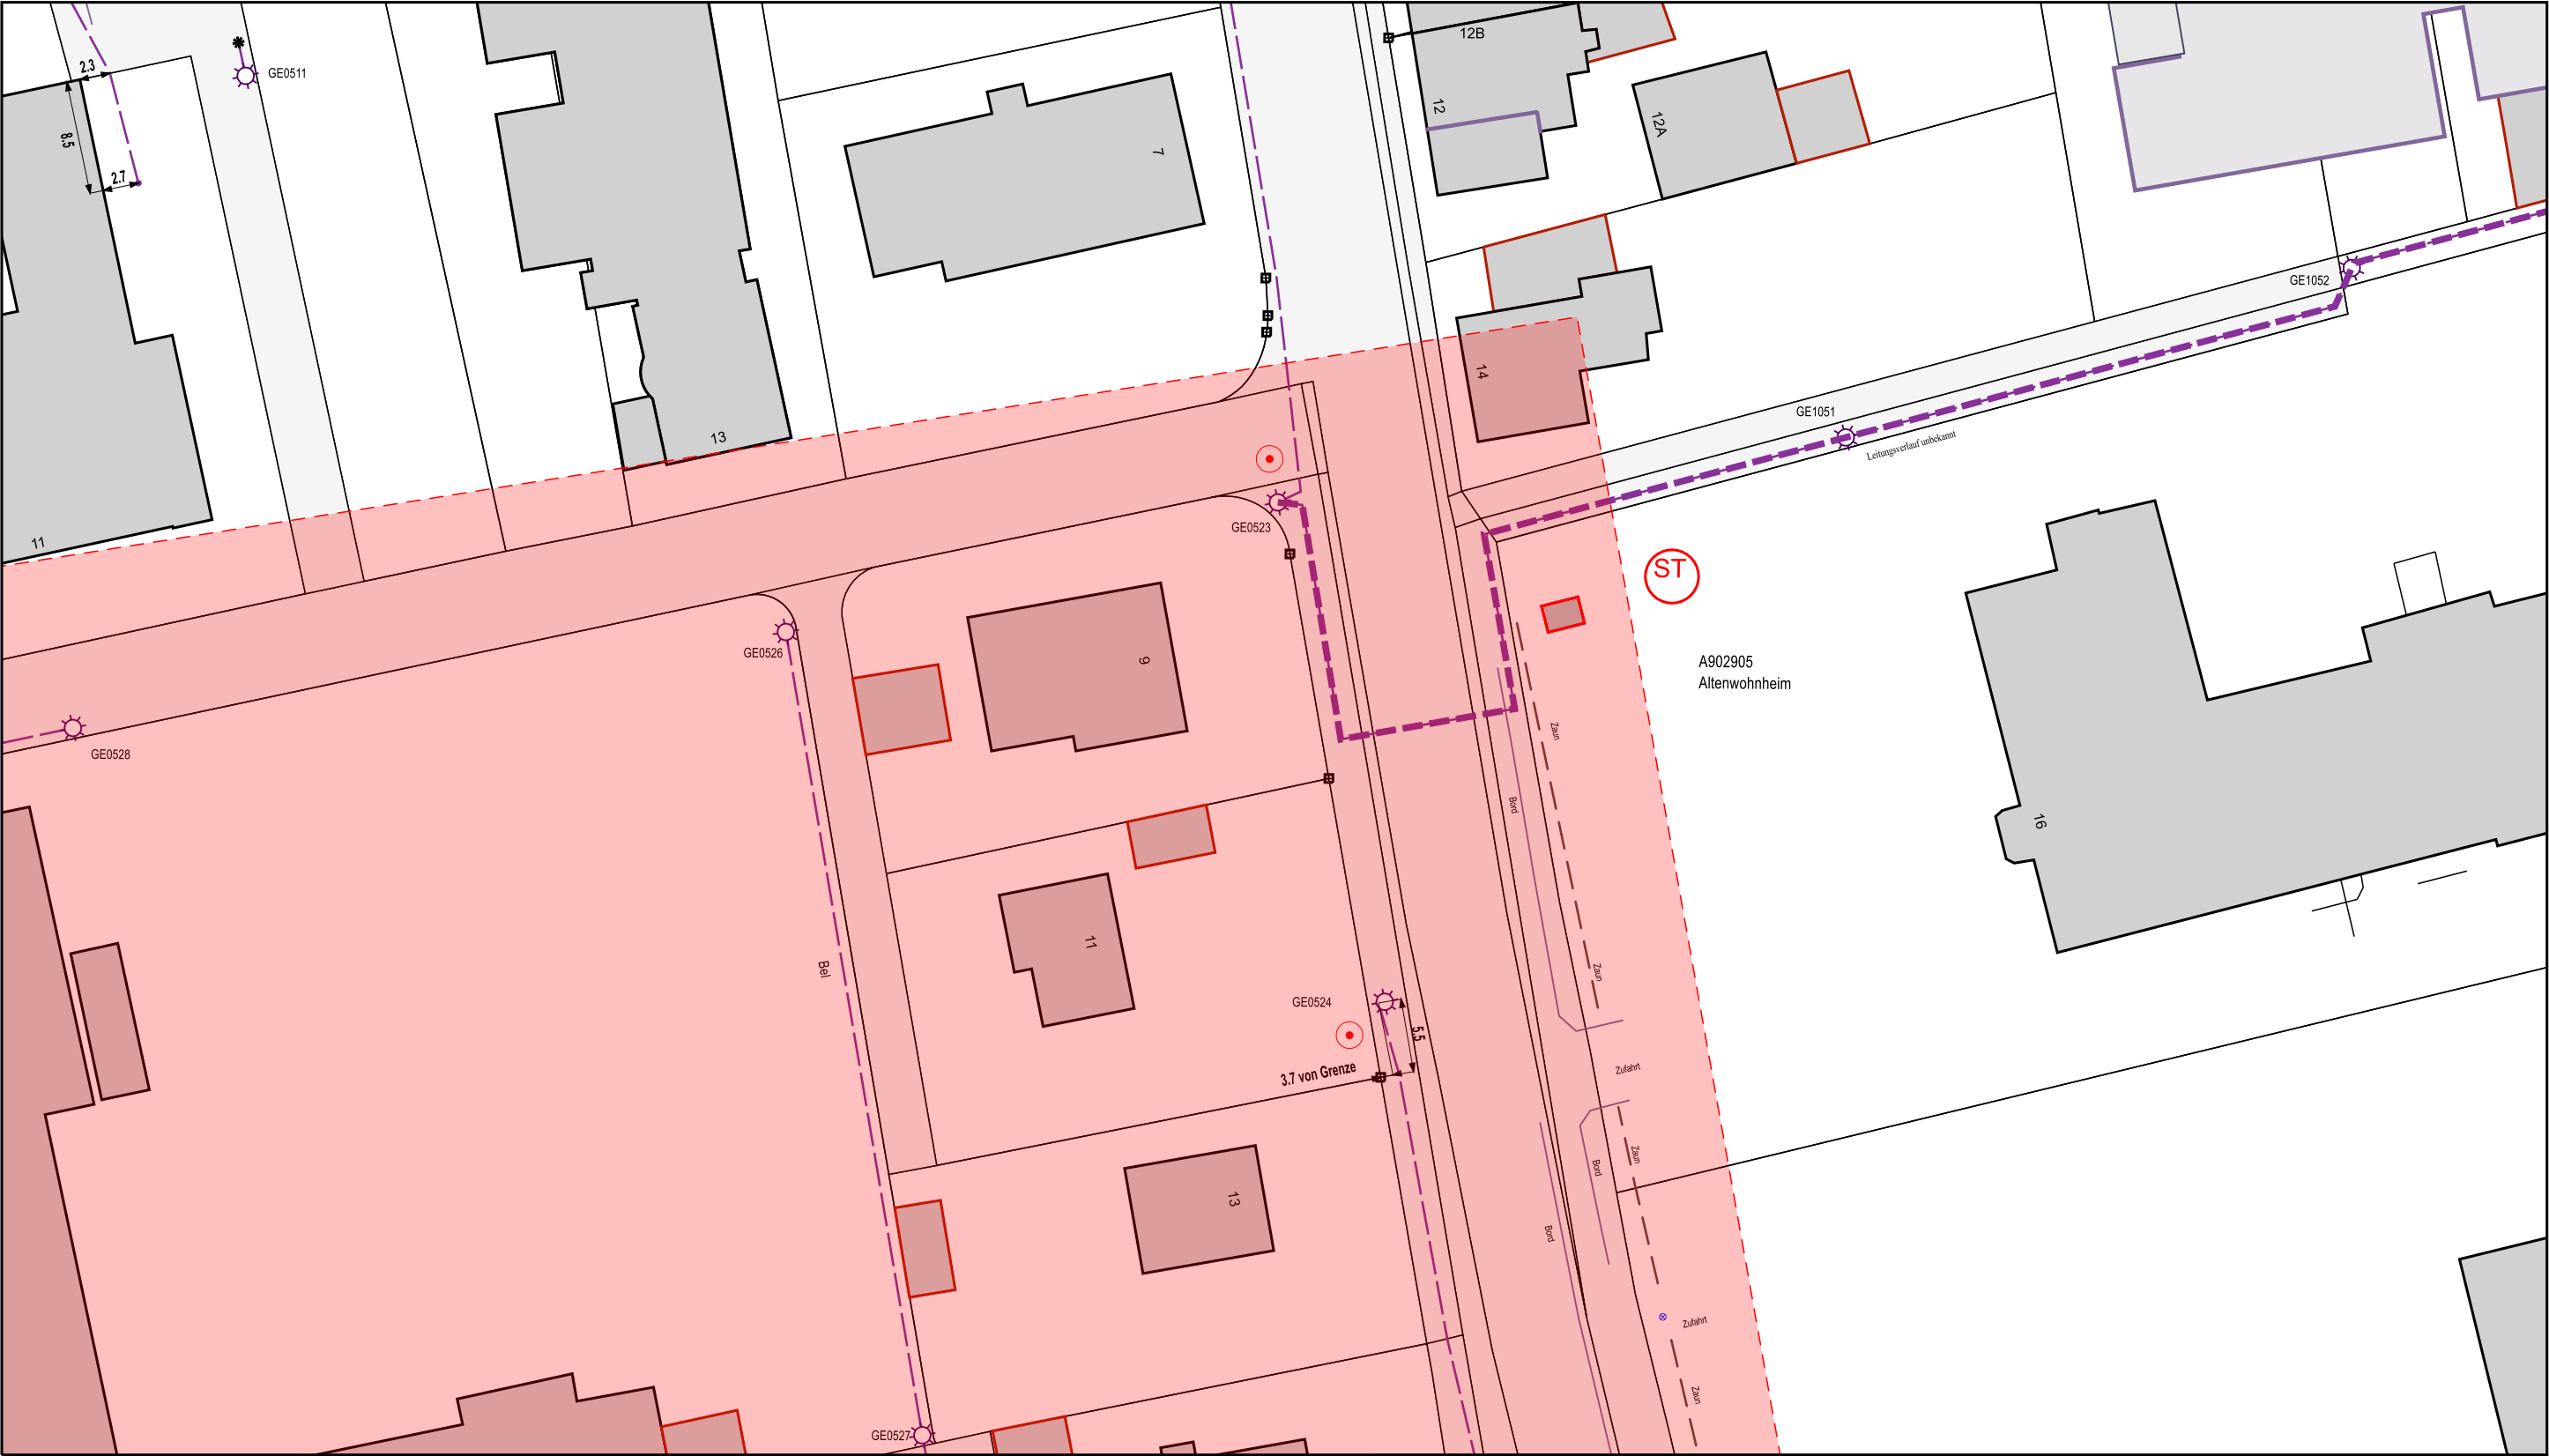 12B
2.3
GE0511
12
12A
8.5
7
2.7
GE1052
14
GE1051
13
Leitungsverlauf unbekannt
GE0523
11
ST
GE0526
9
A902905
Altenwohnheim
Zaun
GE0528
Bord
16
11
Bel
Zaun
GE0524
5.5
3.7 von Grenze
Zufahrt
Zaun
Bord
13
Bord
Zufahrt
Zaun
GE0527